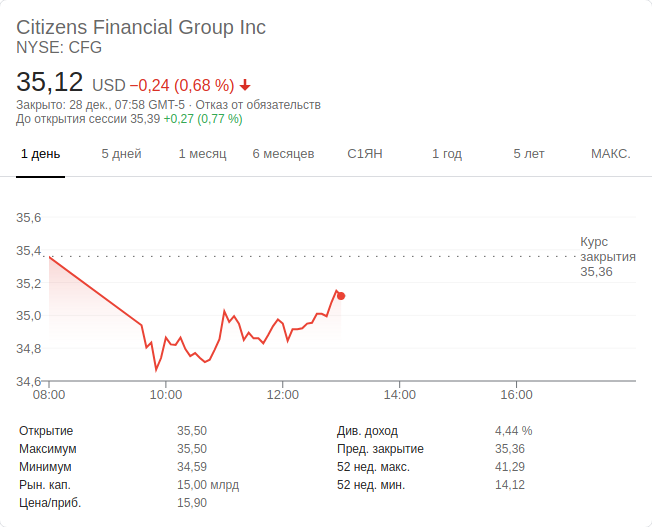 Citizens Financial Group Inc
NYSE: CFG
35,12 USD −0,24 (0,68 %)
Закрыто: 28 дек., 07:58 GMT-5 · Отказ от обязательств
До открытия сессии 35,39 +0,27 (0,77 %)
1 день 5 дней 1 месяц 6 месяцев С1ЯН 1 год 5 лет МАКС.
35,6
35,4
Курс
закрытия
35,36
35,2
35,0
34,8
34,6
08:00 10:00 12:00 14:00 16:00
Открытие 35,50 Див. доход 4,44 %
Максимум 35,50 Пред. закрытие 35,36
Минимум 34,59 52 нед. макс. 41,29
Рын. кап. 15,00 млрд 52 нед. мин. 14,12
Цена/приб. 15,90